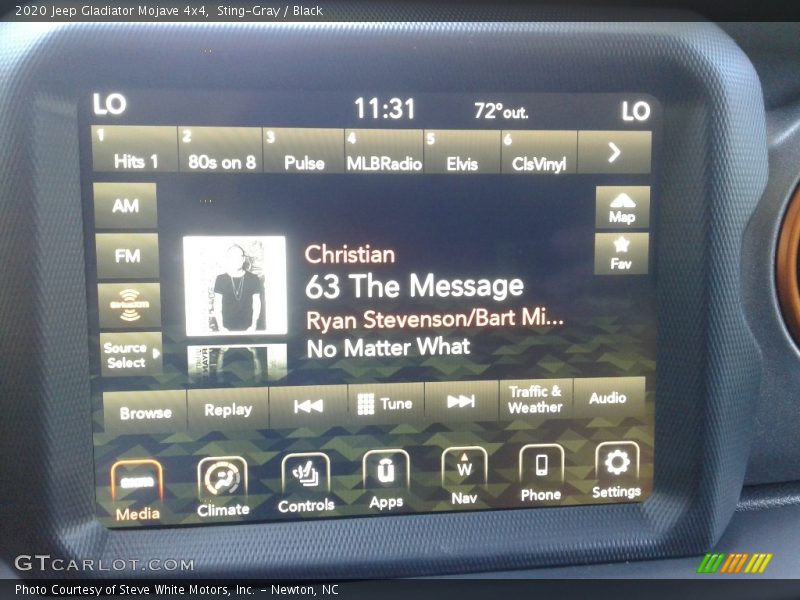 2020 Jeep Gladiator Mojave 4x4, Sting-Gray / Black
LO 11:31 72°out. LO
1 2 3 4 5 6
Hits 1 80s on 8 Pulse MLBRadio Elvis ClsVinyl
AM
Map
FM
Fav
siriusxm
Source
Select
Christian
63 The Message
Ryan Stevenson/Bart Mi...
No Matter What
Browse Replay Tune Traffic &
Weather Audio
Media Climate Controls Apps Nav Phone Settings
W
GTCARLOT.COM
Photo Courtesy of Steve White Motors, Inc. - Newton, NC